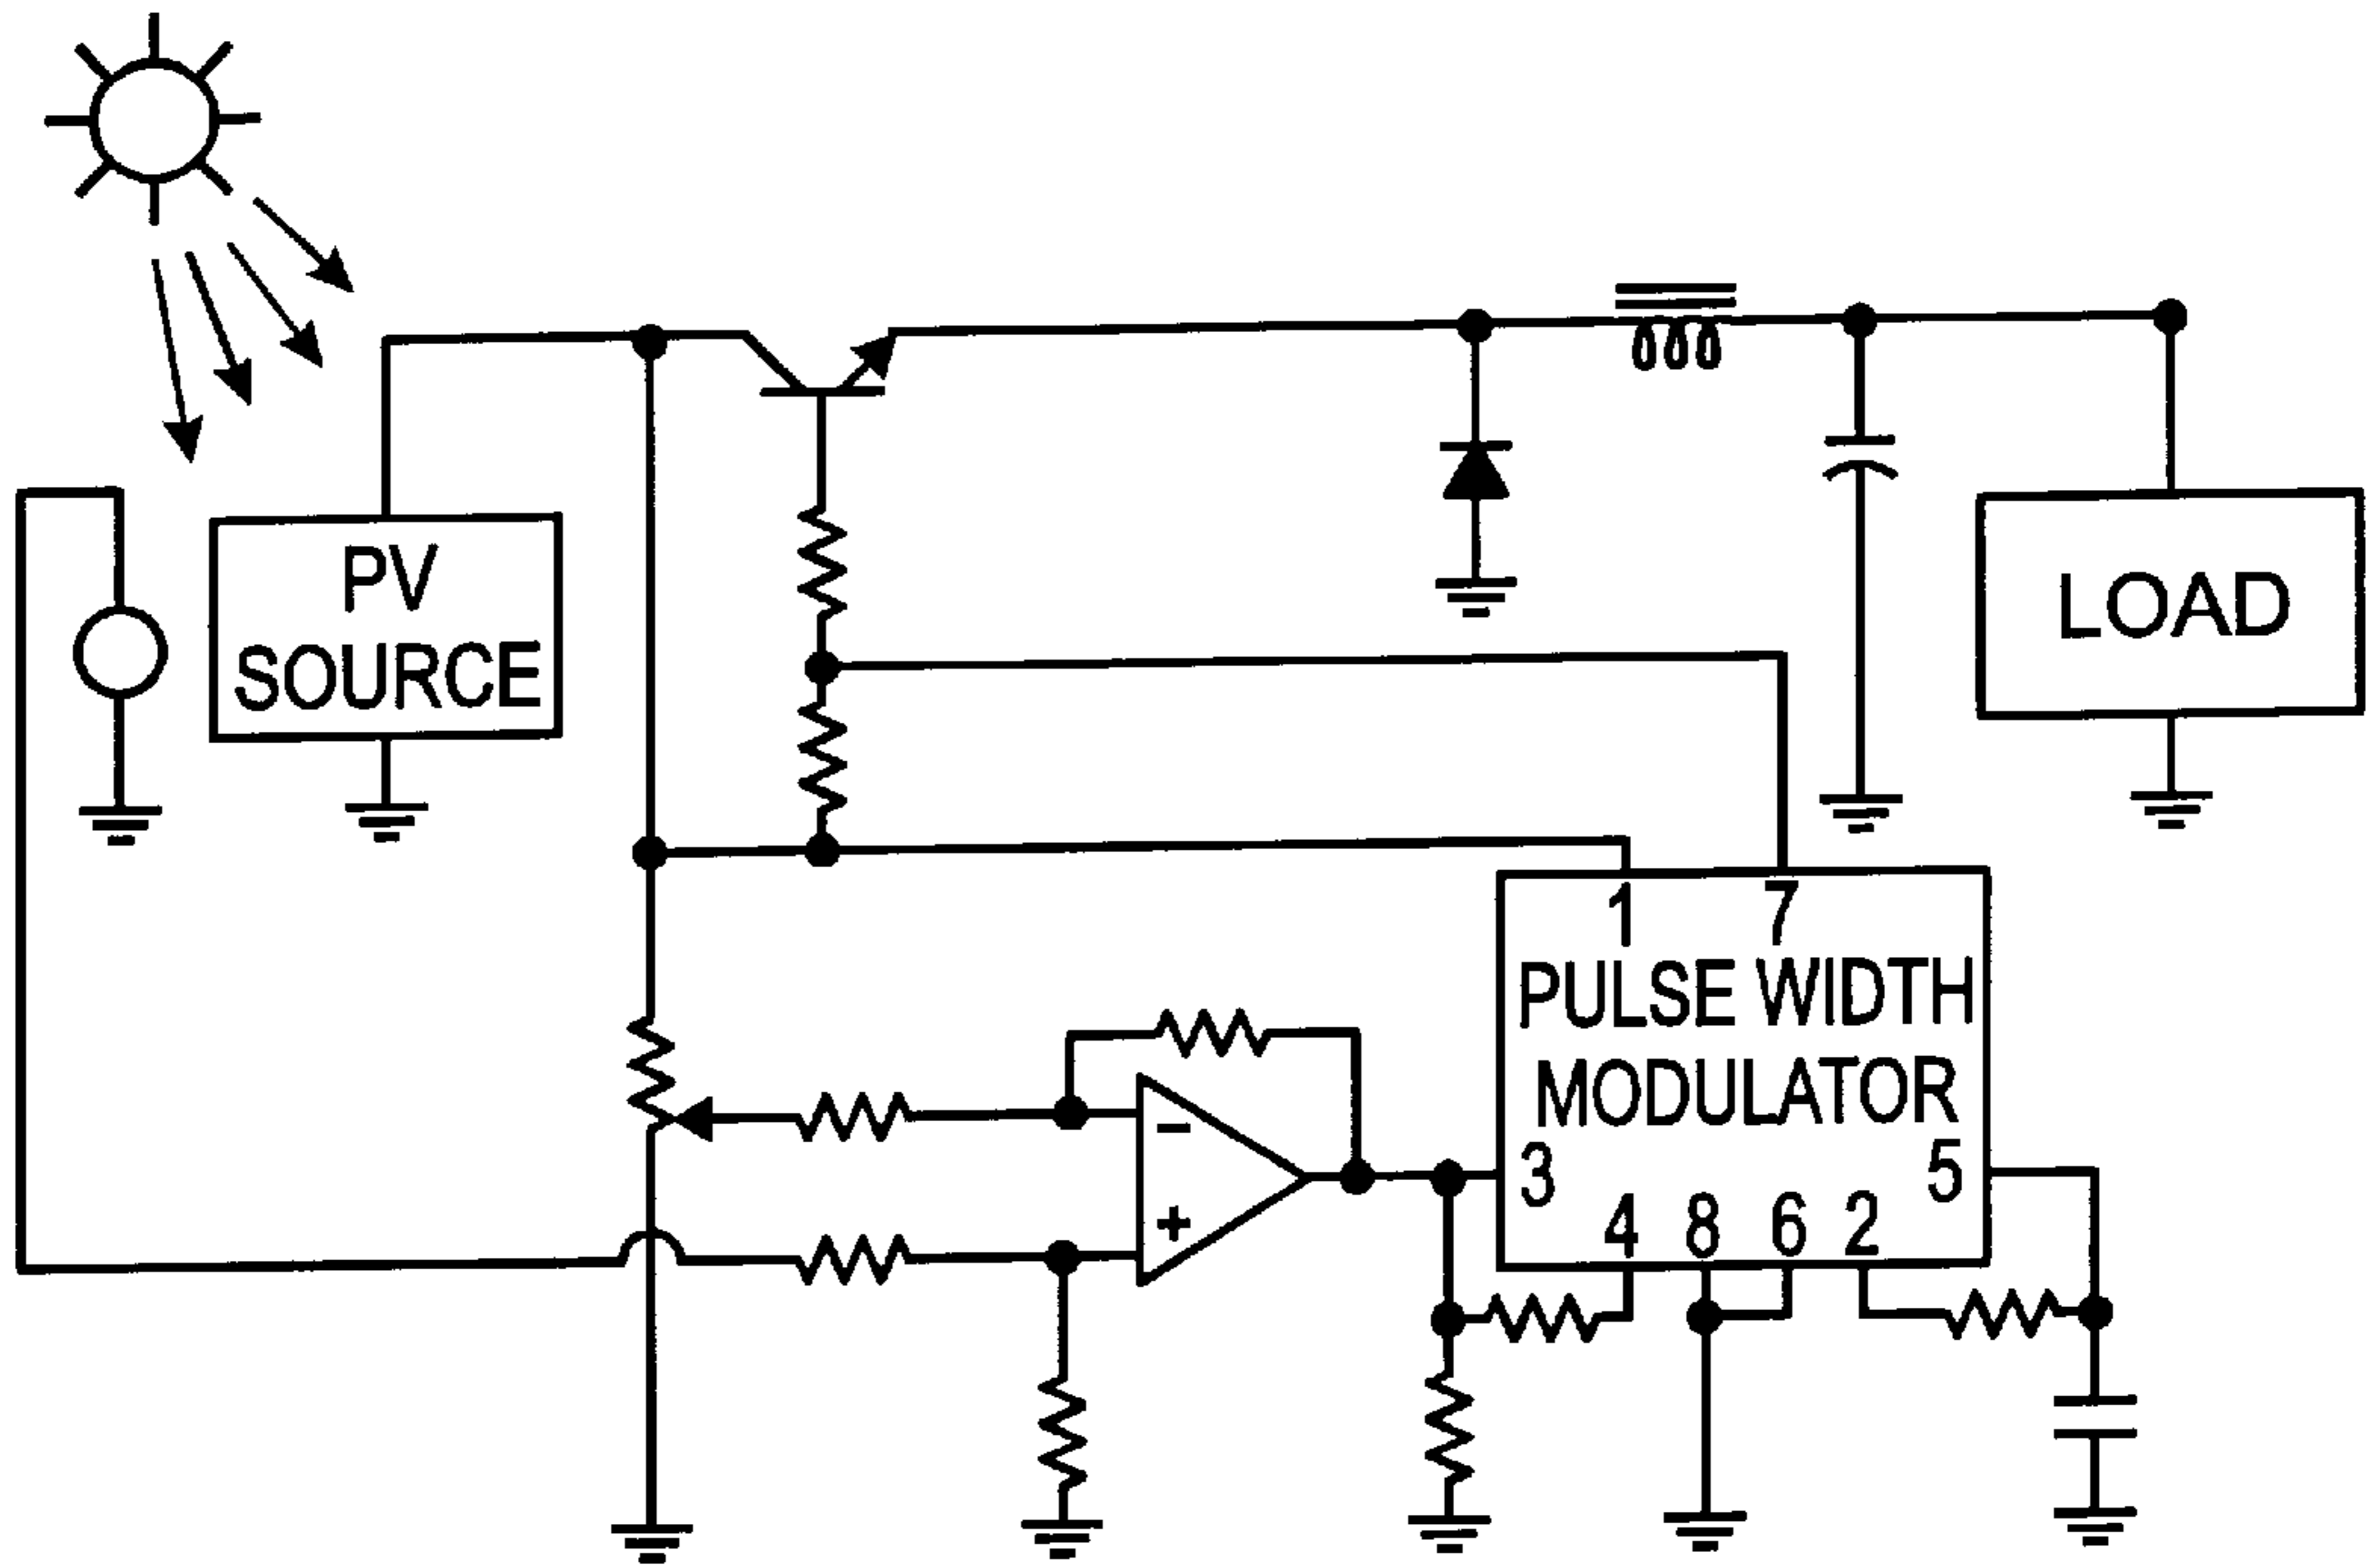 PV
SOURCE
LOAD
1 7
PULSE WIDTH
MODULATOR
3 5
4 8 6 2
−
+